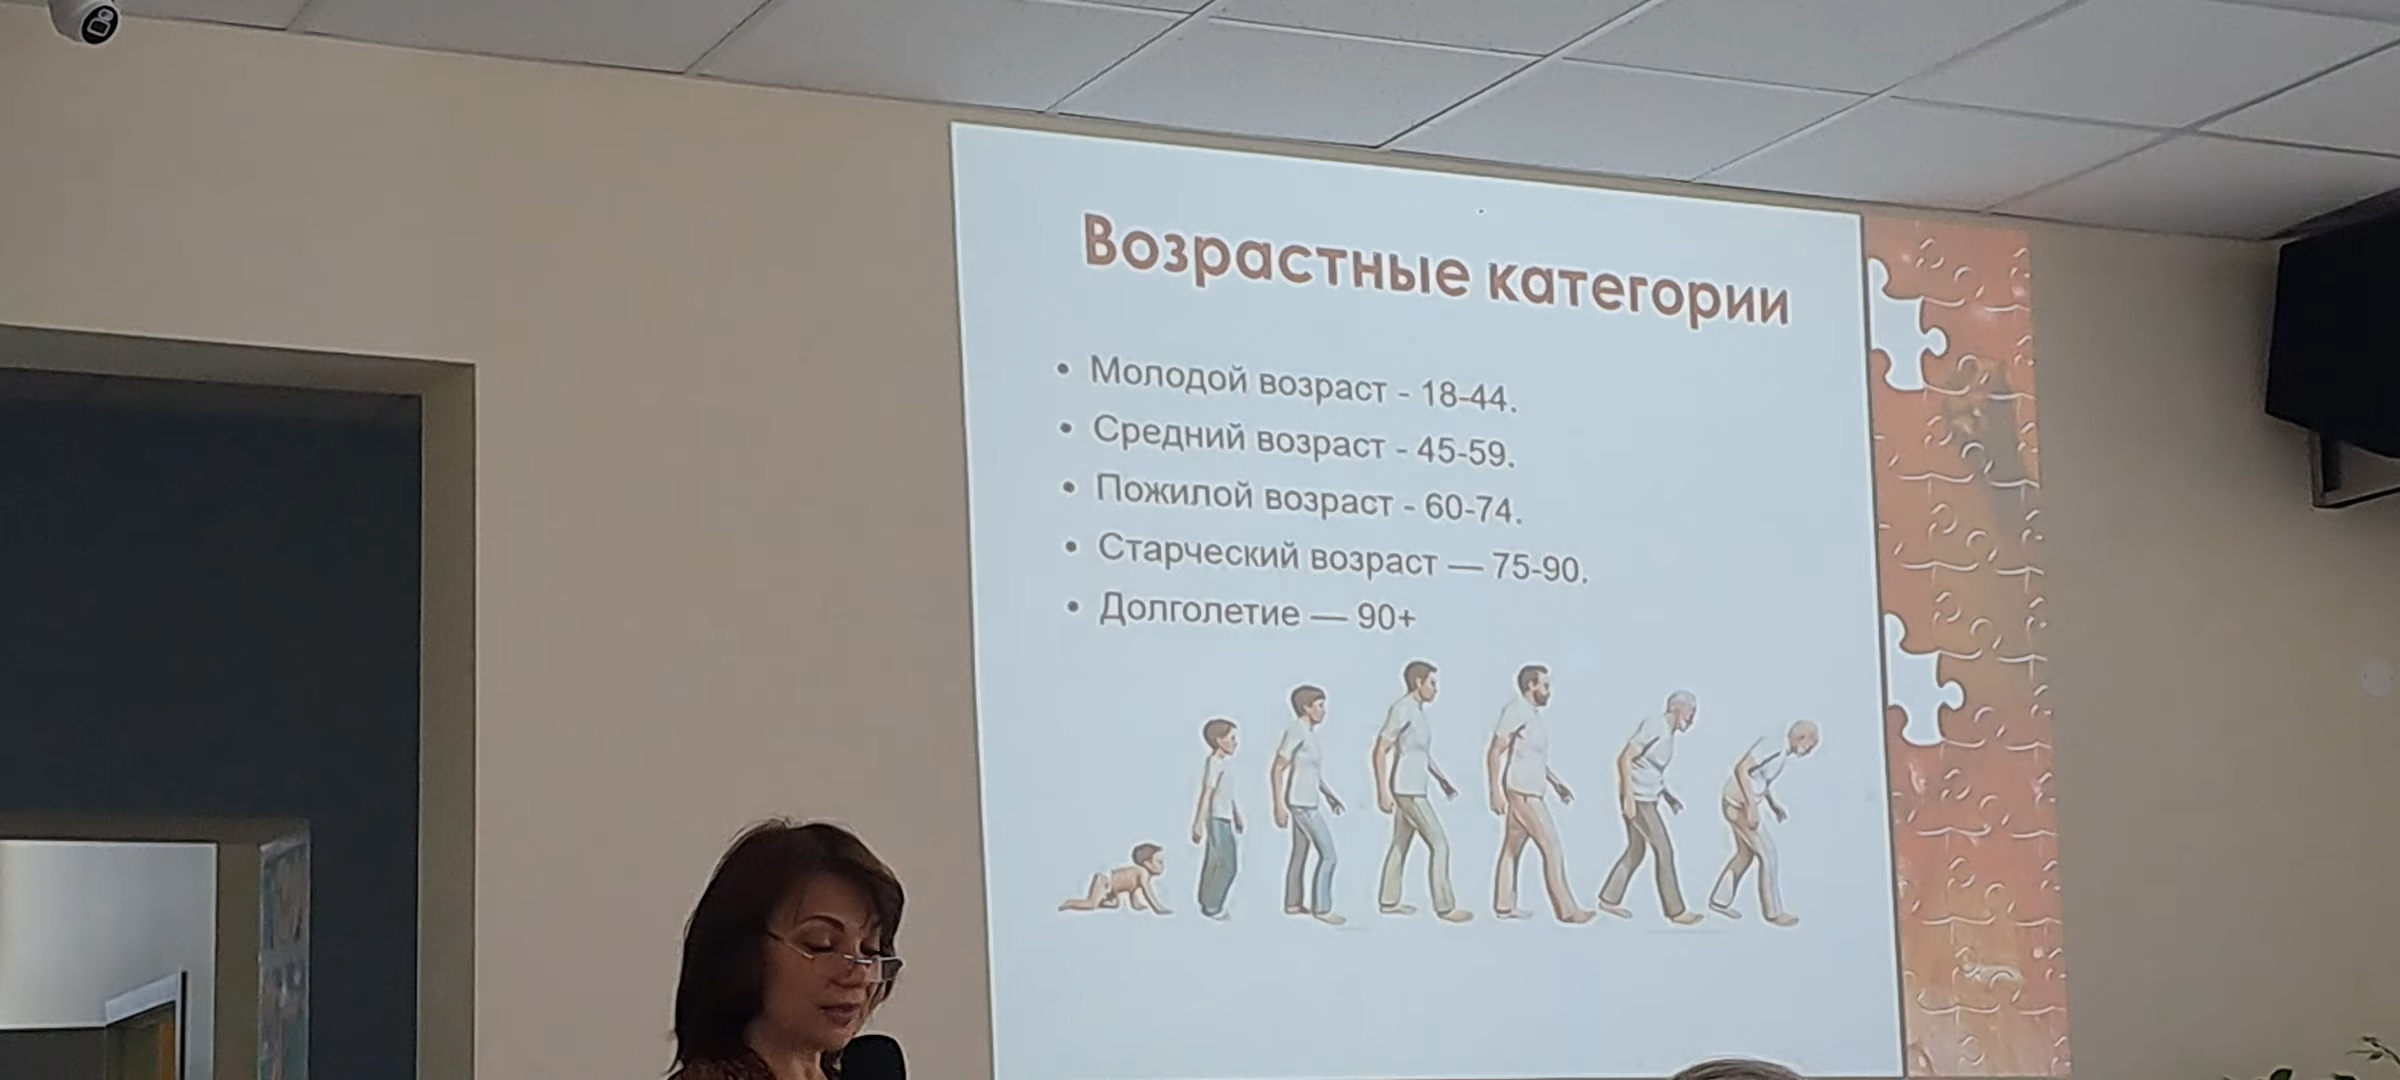 Возрастные категории
• Молодой возраст - 18-44.
• Средний возраст - 45-59.
• Пожилой возраст - 60-74.
• Старческий возраст — 75-90.
• Долголетие — 90+